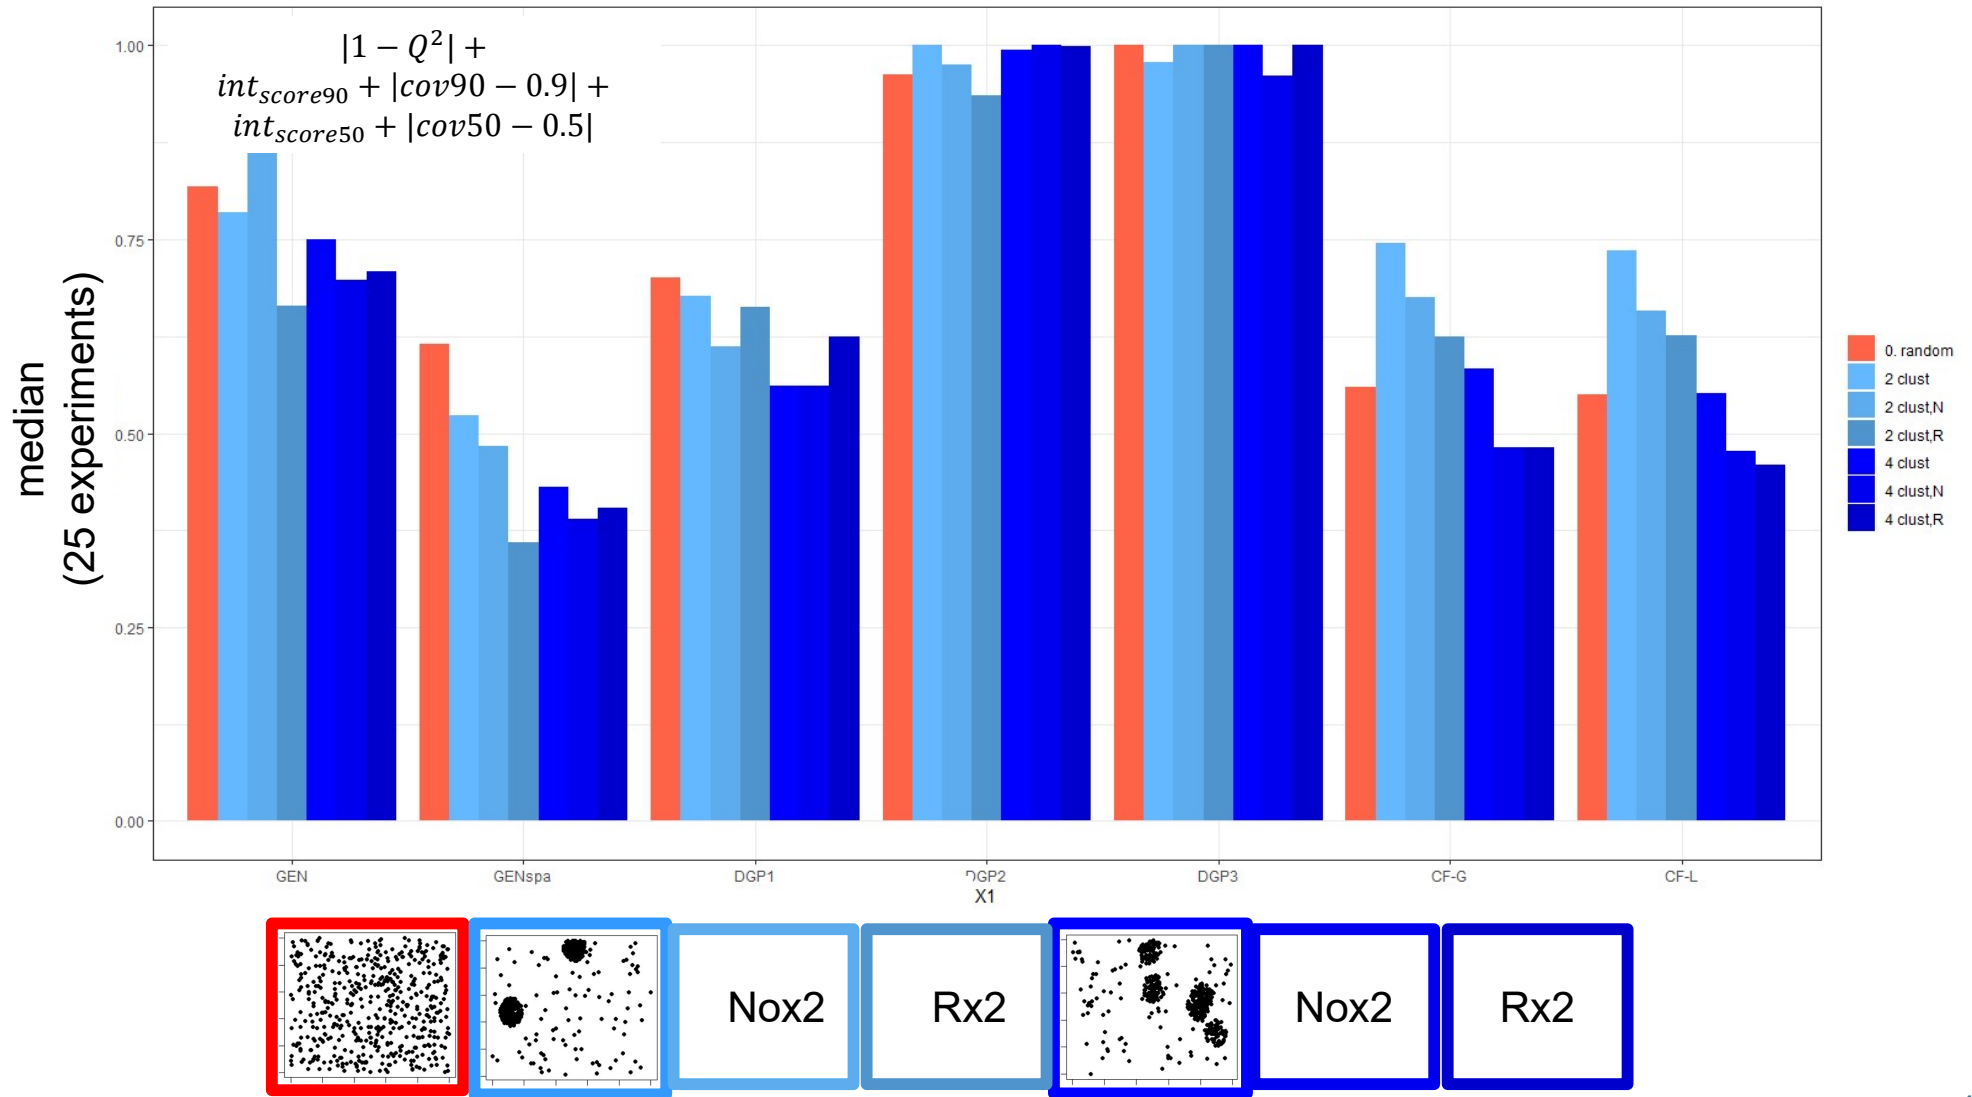 |1 − Q²| +
int_score90 + |cov90 − 0.9| +
int_score50 + |cov50 − 0.5|
1.00
0.75
0.50
0.25
0.00
median
(25 experiments)
GEN GENspa DGP1 DGP2 DGP3 CF-G CF-L
X1
0. random
2 clust
2 clust,N
2 clust,R
4 clust
4 clust,N
4 clust,R
Nox2 Rx2 Nox2 Rx2